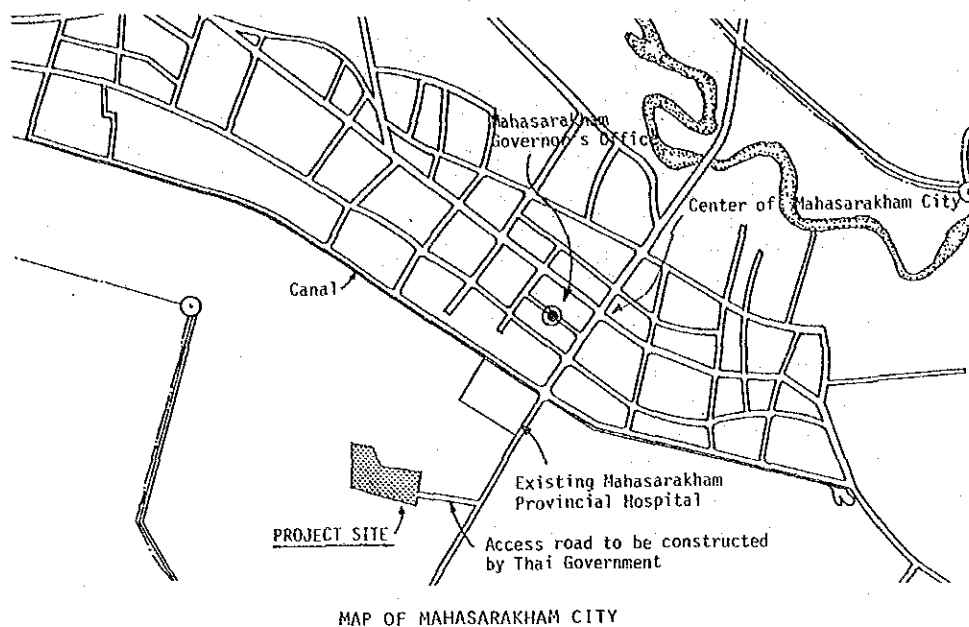 Mahasarakham
Governor's Offic
Center of Mahasarakham City
Canal
Existing Mahasarakham
Provincial Hospital
PROJECT SITE
Access road to be constructed
by Thai Government
MAP OF MAHASARAKHAM CITY